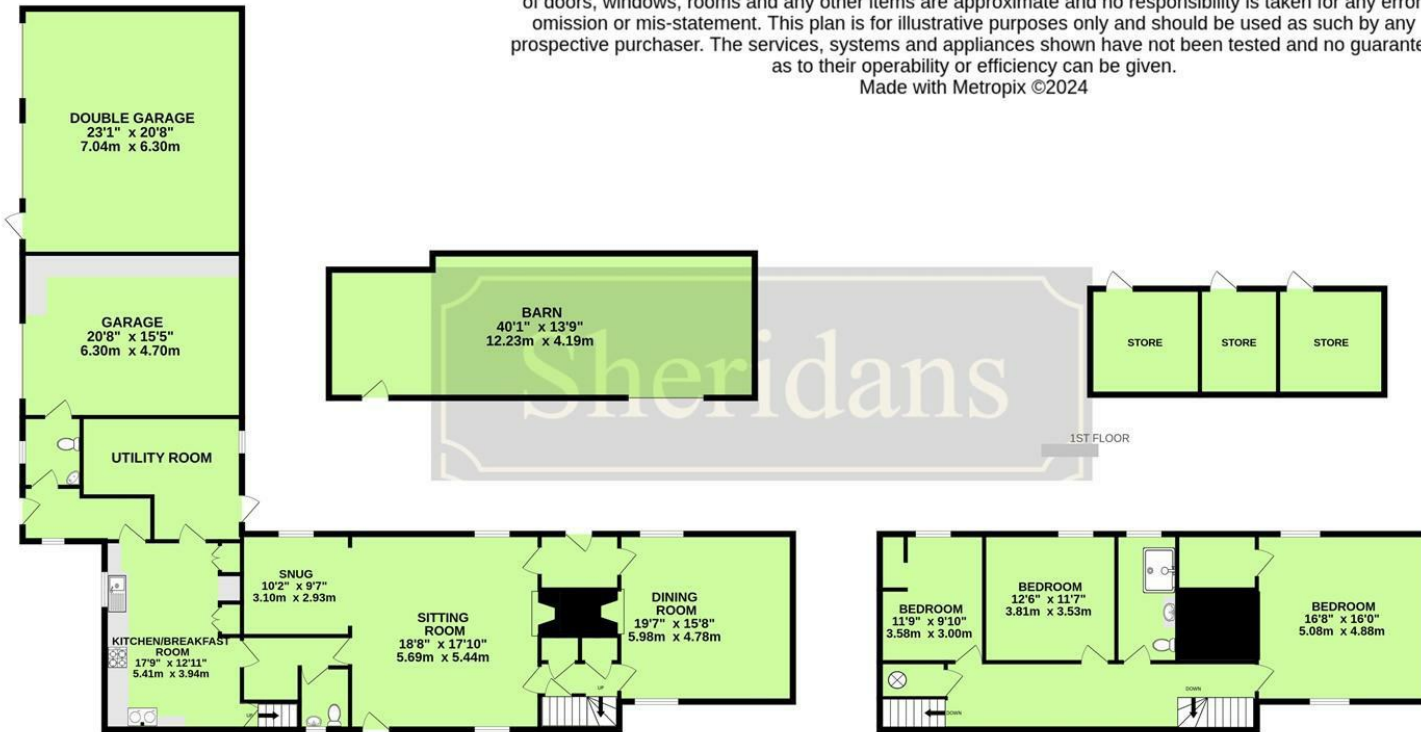 of doors, windows, rooms and any other items are approximate and no responsibility is taken for any error,
omission or mis-statement. This plan is for illustrative purposes only and should be used as such by any
prospective purchaser. The services, systems and appliances shown have not been tested and no guarante
as to their operability or efficiency can be given.
Made with Metropix ©2024
DOUBLE GARAGE
23'1" x 20'8"
7.04m x 6.30m
GARAGE
20'8" x 15'5"
6.30m x 4.70m
BARN
40'1" x 13'9"
12.23m x 4.19m
Sheridans
STORE
STORE
STORE
1ST FLOOR
UTILITY ROOM
SNUG
10'2" x 9'7"
3.10m x 2.93m
SITTING
ROOM
18'8" x 17'10"
5.69m x 5.44m
DINING
ROOM
19'7" x 15'8"
5.98m x 4.78m
KITCHEN/BREAKFAST
ROOM
17'9" x 12'11"
5.41m x 3.94m
UP
UP
BEDROOM
11'9" x 9'10"
3.58m x 3.00m
BEDROOM
12'6" x 11'7"
3.81m x 3.53m
BEDROOM
16'8" x 16'0"
5.08m x 4.88m
DOWN
DOWN